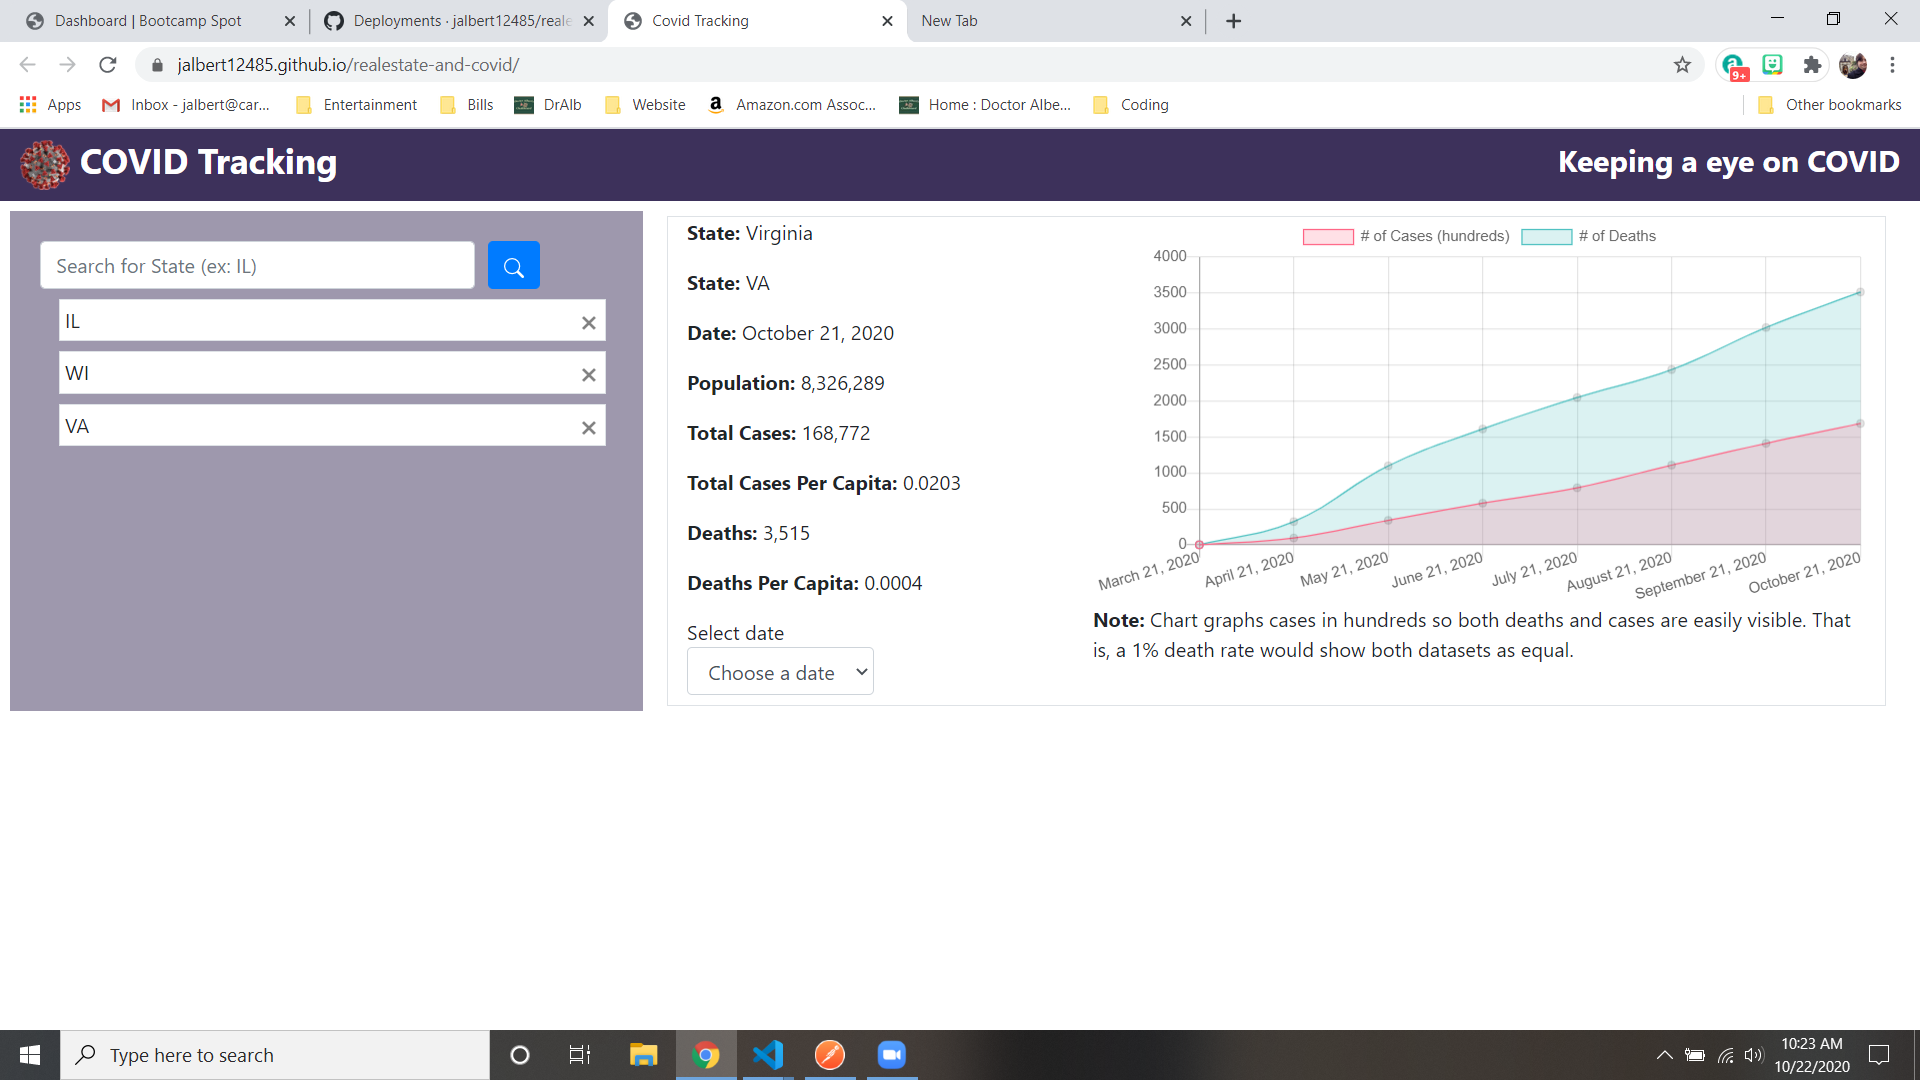 Dashboard | Bootcamp Spot
Deployments · jalbert12485/reale
Covid Tracking
New Tab
jalbert12485.github.io/realestate-and-covid/
9+
Apps
Inbox - jalbert@car...
Entertainment
Bills
DrAlb
Website
Amazon.com Assoc...
Home : Doctor Albe...
Coding
Other bookmarks
COVID Tracking
Keeping a eye on COVID
Search for State (ex: IL)
IL
WI
VA
State: Virginia
State: VA
Date: October 21, 2020
Population: 8,326,289
Total Cases: 168,772
Total Cases Per Capita: 0.0203
Deaths: 3,515
Deaths Per Capita: 0.0004
Select date
Choose a date
# of Cases (hundreds)
# of Deaths
4000
3500
3000
2500
2000
1500
1000
500
0
March 21, 2020
April 21, 2020
May 21, 2020
June 21, 2020
July 21, 2020
August 21, 2020
September 21, 2020
October 21, 2020
Note: Chart graphs cases in hundreds so both deaths and cases are easily visible. That
is, a 1% death rate would show both datasets as equal.
Type here to search
10:23 AM
10/22/2020